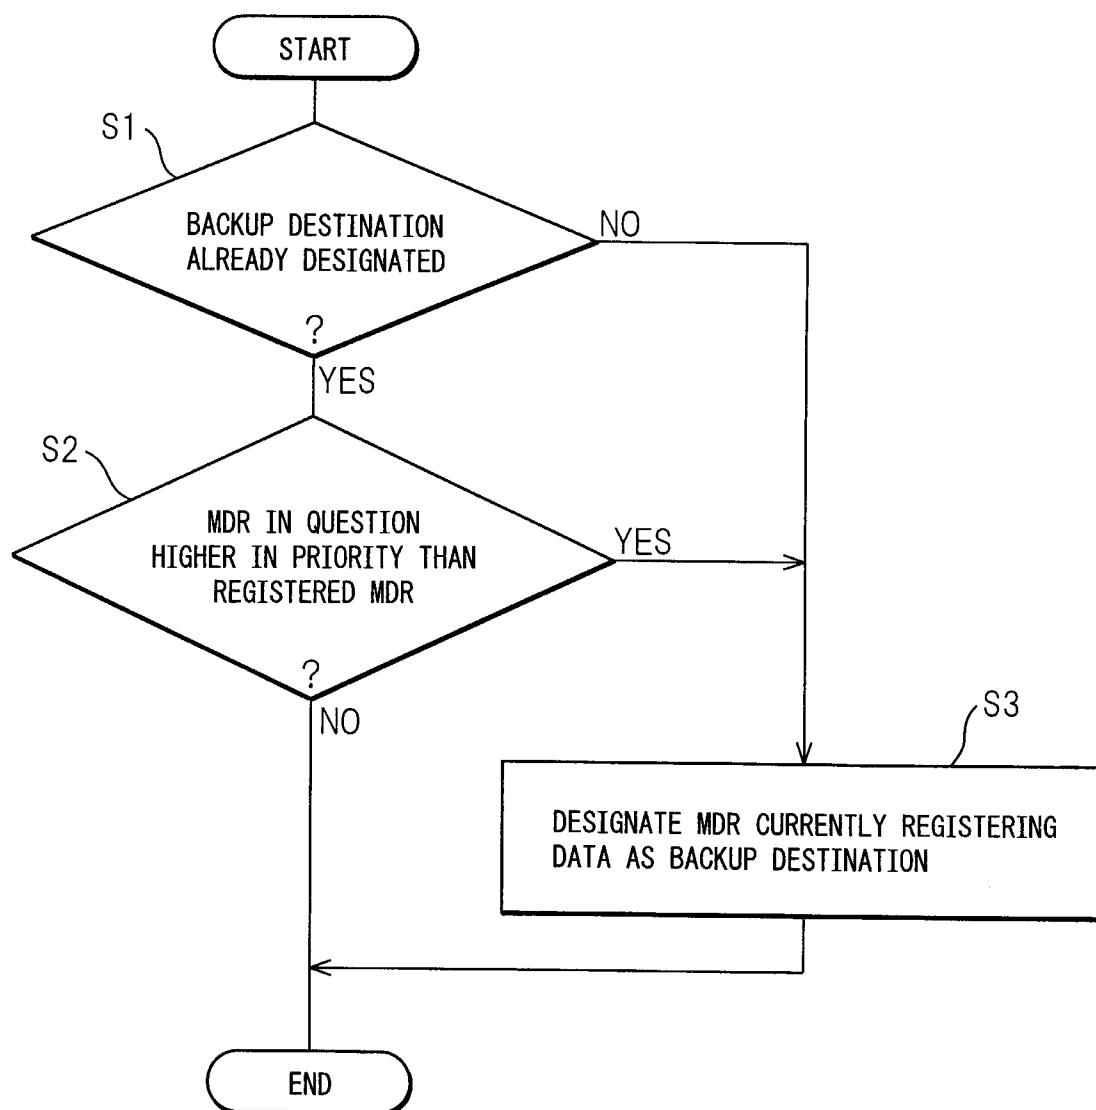 START
S1
BACKUP DESTINATION
ALREADY DESIGNATED
?
NO
YES
S2
MDR IN QUESTION
HIGHER IN PRIORITY THAN
REGISTERED MDR
?
YES
NO
S3
DESIGNATE MDR CURRENTLY REGISTERING
DATA AS BACKUP DESTINATION
END